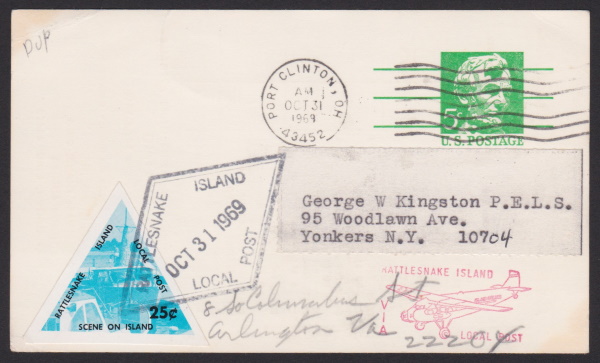 DUP
PORT CLINTON, OH
AM
OCT 31
1969
43452
5¢
U.S. POSTAGE
RATTLESNAKE ISLAND
OCT 31 1969
LOCAL POST
George W Kingston P.E.L.S.
95 Woodlawn Ave.
Yonkers N.Y. 10704
RATTLESNAKE ISLAND LOCAL POST
25¢
SCENE ON ISLAND
RATTLESNAKE ISLAND
VIA
LOCAL POST
8 So Columbus St
Arlington Va
22204